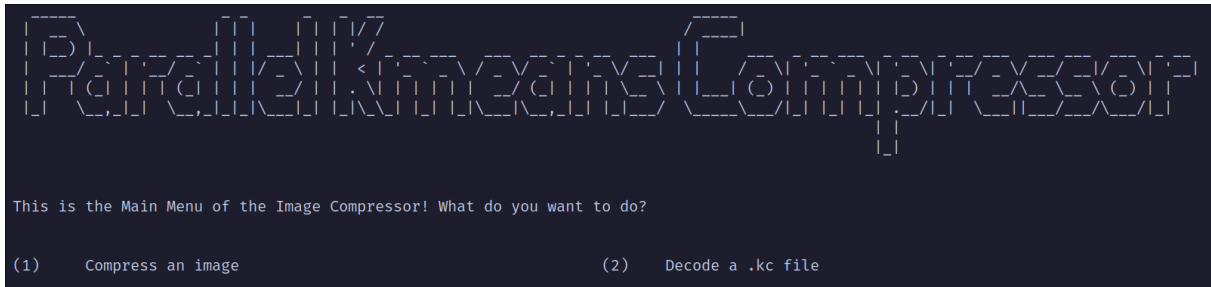 ParallelKmeansCompressor
This is the Main Menu of the Image Compressor! What do you want to do?
(1) Compress an image (2) Decode a .kc file